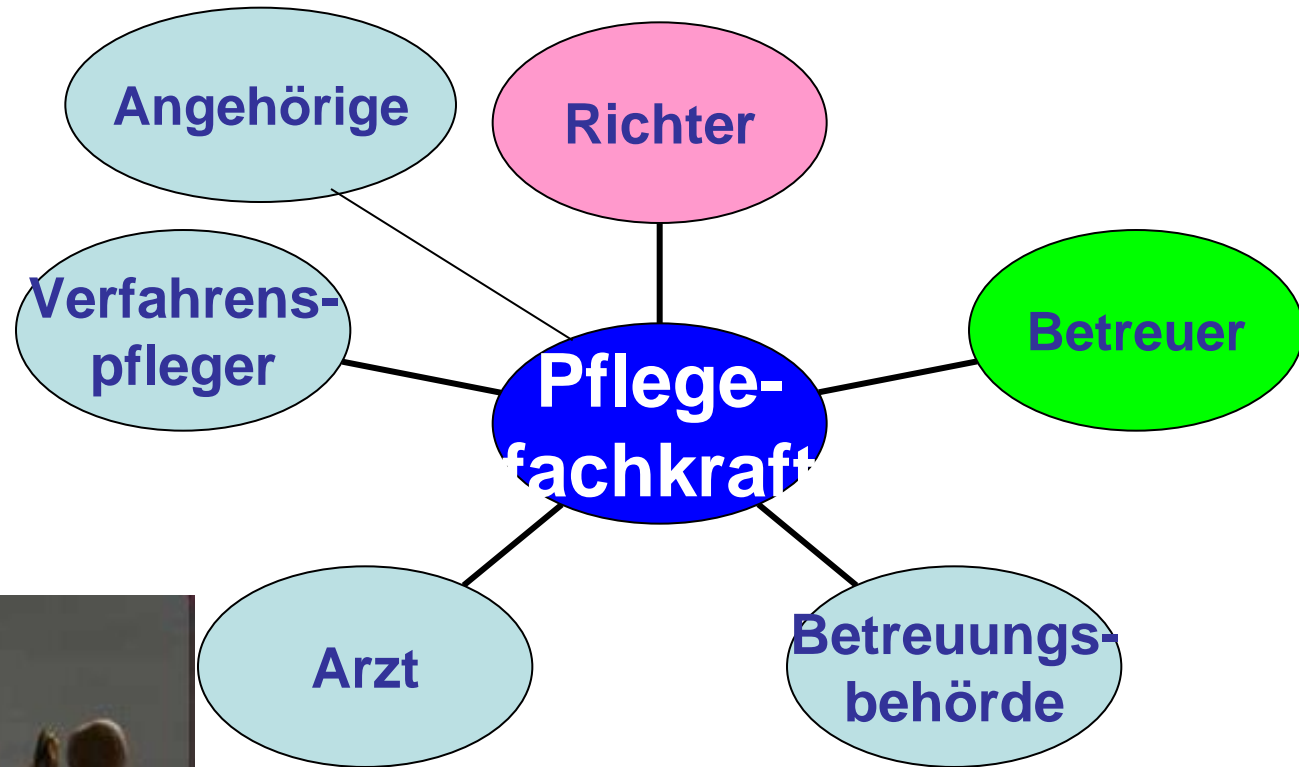 Angehörige
Richter
Verfahrens-
pfleger
Betreuer
Pflege-
fachkraft
Arzt
Betreuungs-
behörde